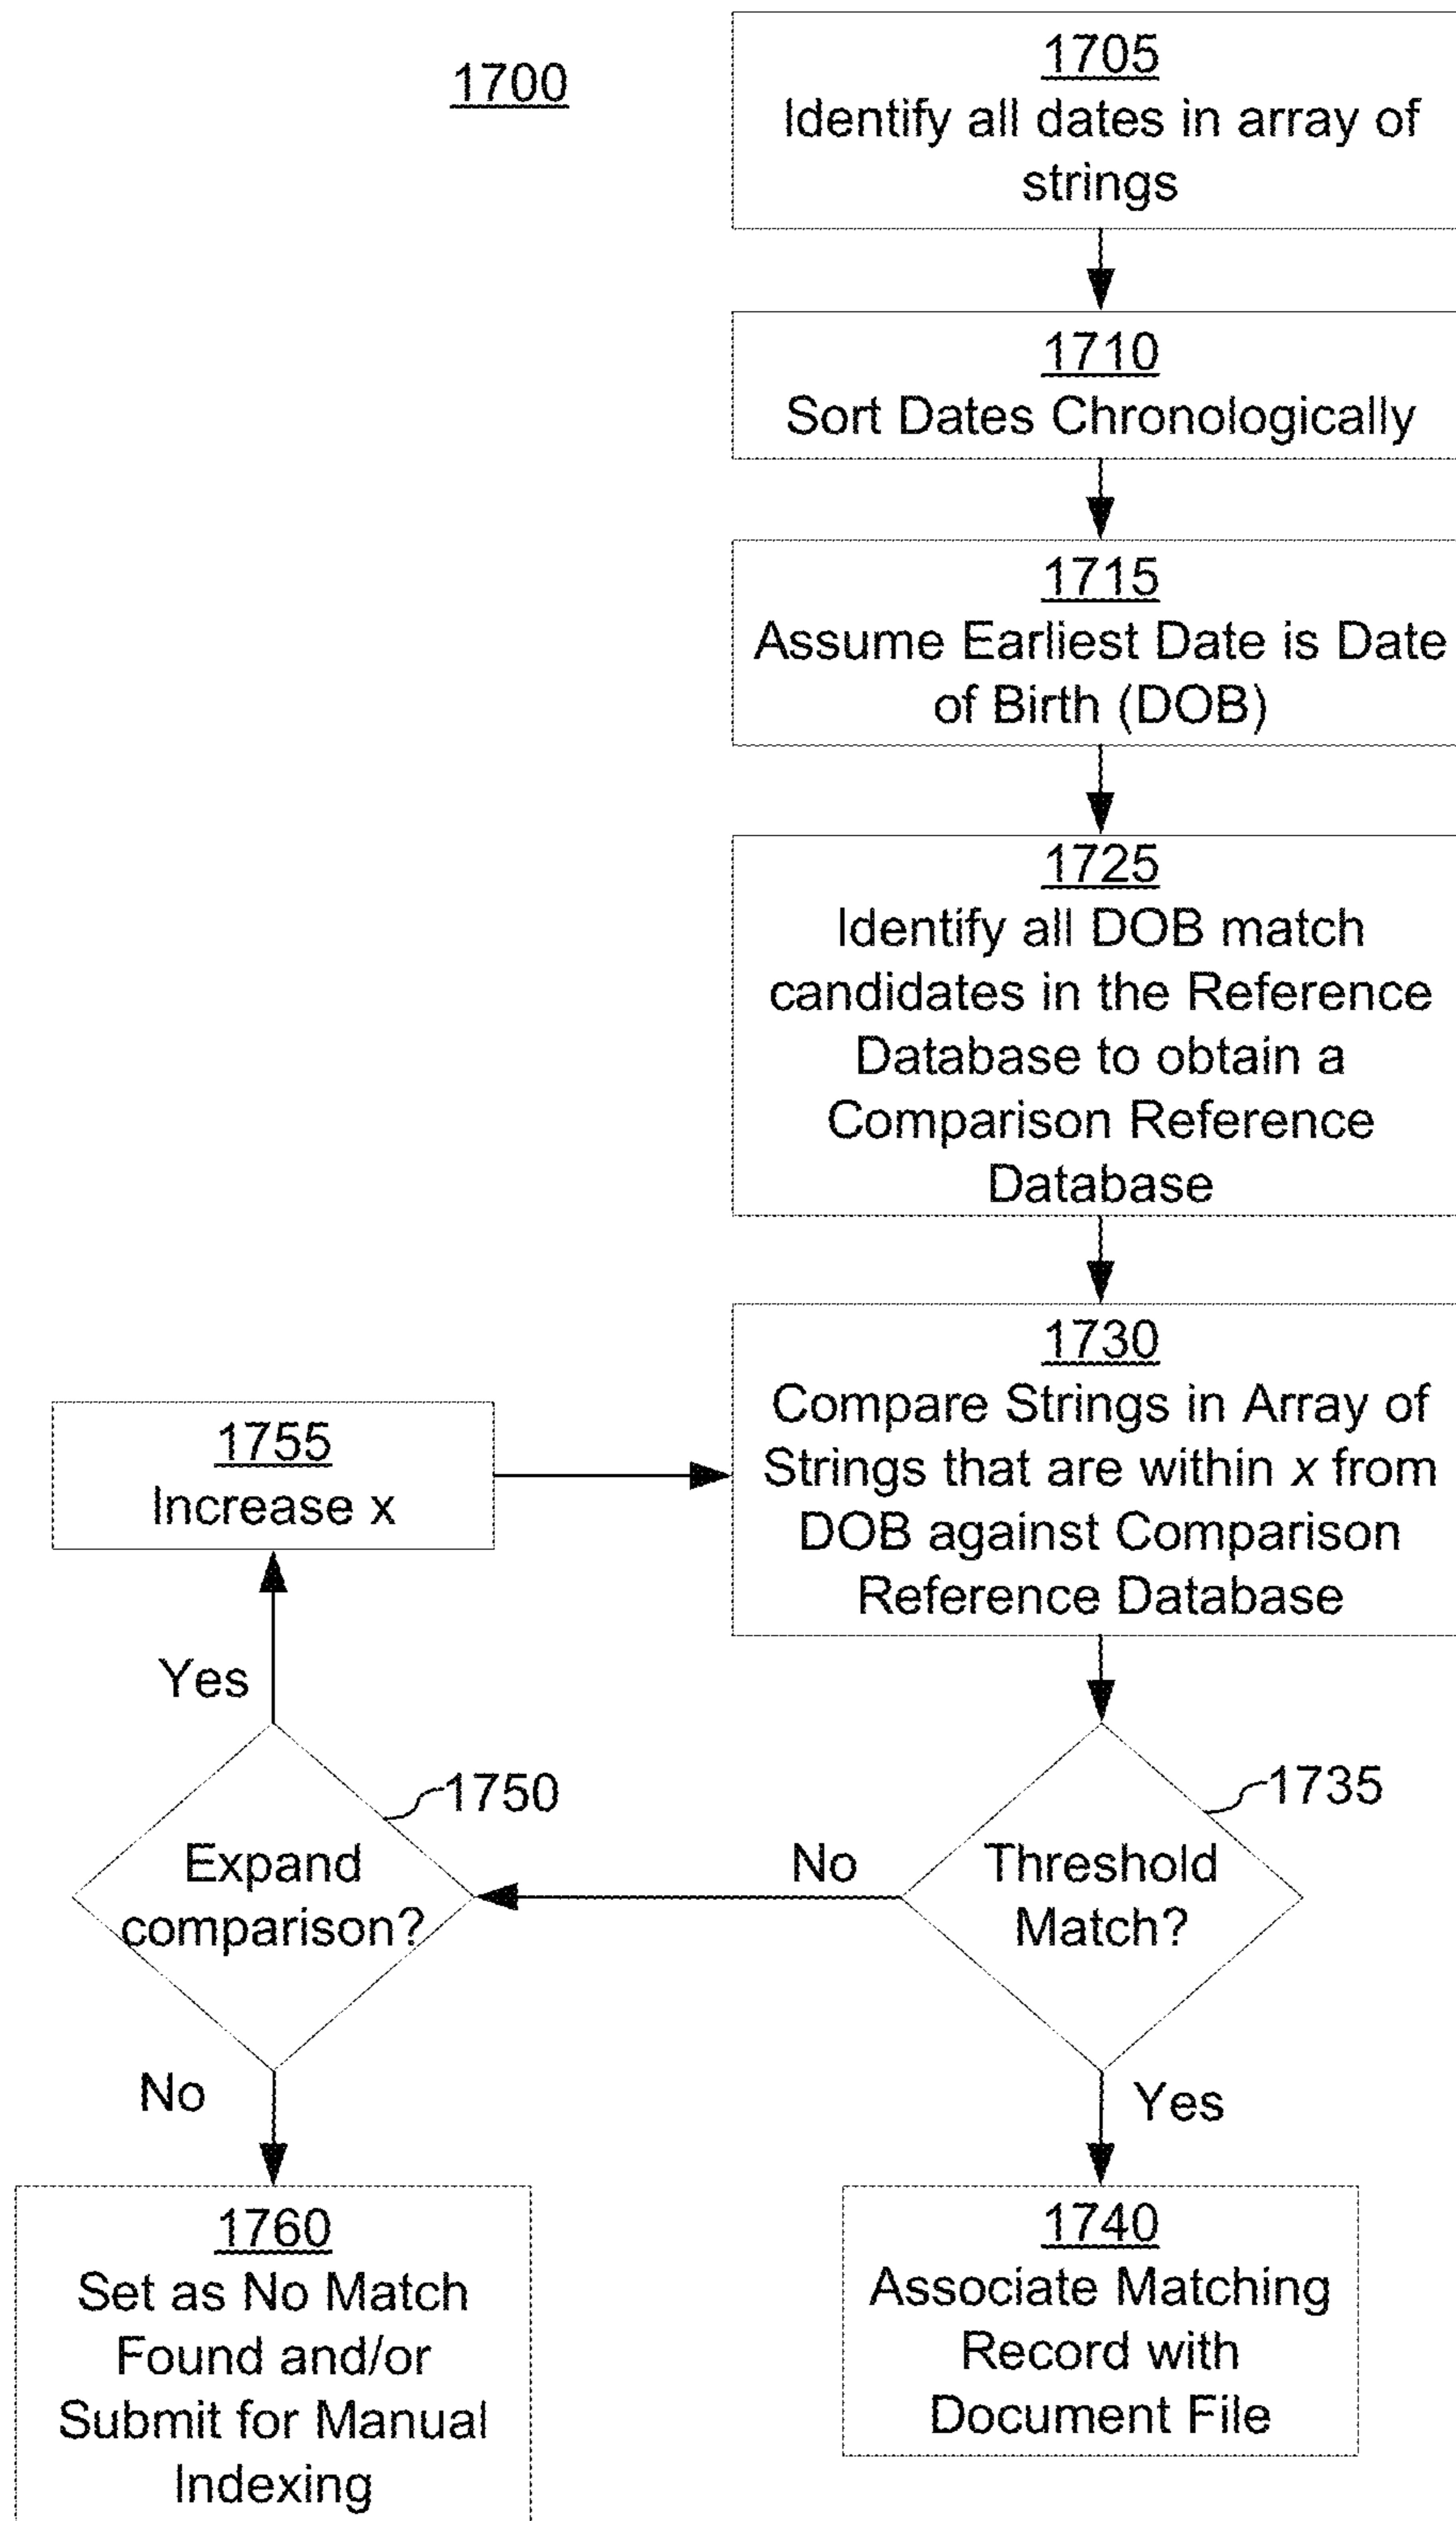 1700
1705
Identify all dates in array of
strings
1710
Sort Dates Chronologically
1715
Assume Earliest Date is Date
of Birth (DOB)
1725
Identify all DOB match
candidates in the Reference
Database to obtain a
Comparison Reference
Database
1730
Compare Strings in Array of
Strings that are within x from
DOB against Comparison
Reference Database
1755
Increase x
Yes
1750
Expand
comparison?
No
1735
Threshold
Match?
No
Yes
1760
Set as No Match
Found and/or
Submit for Manual
Indexing
1740
Associate Matching
Record with
Document File